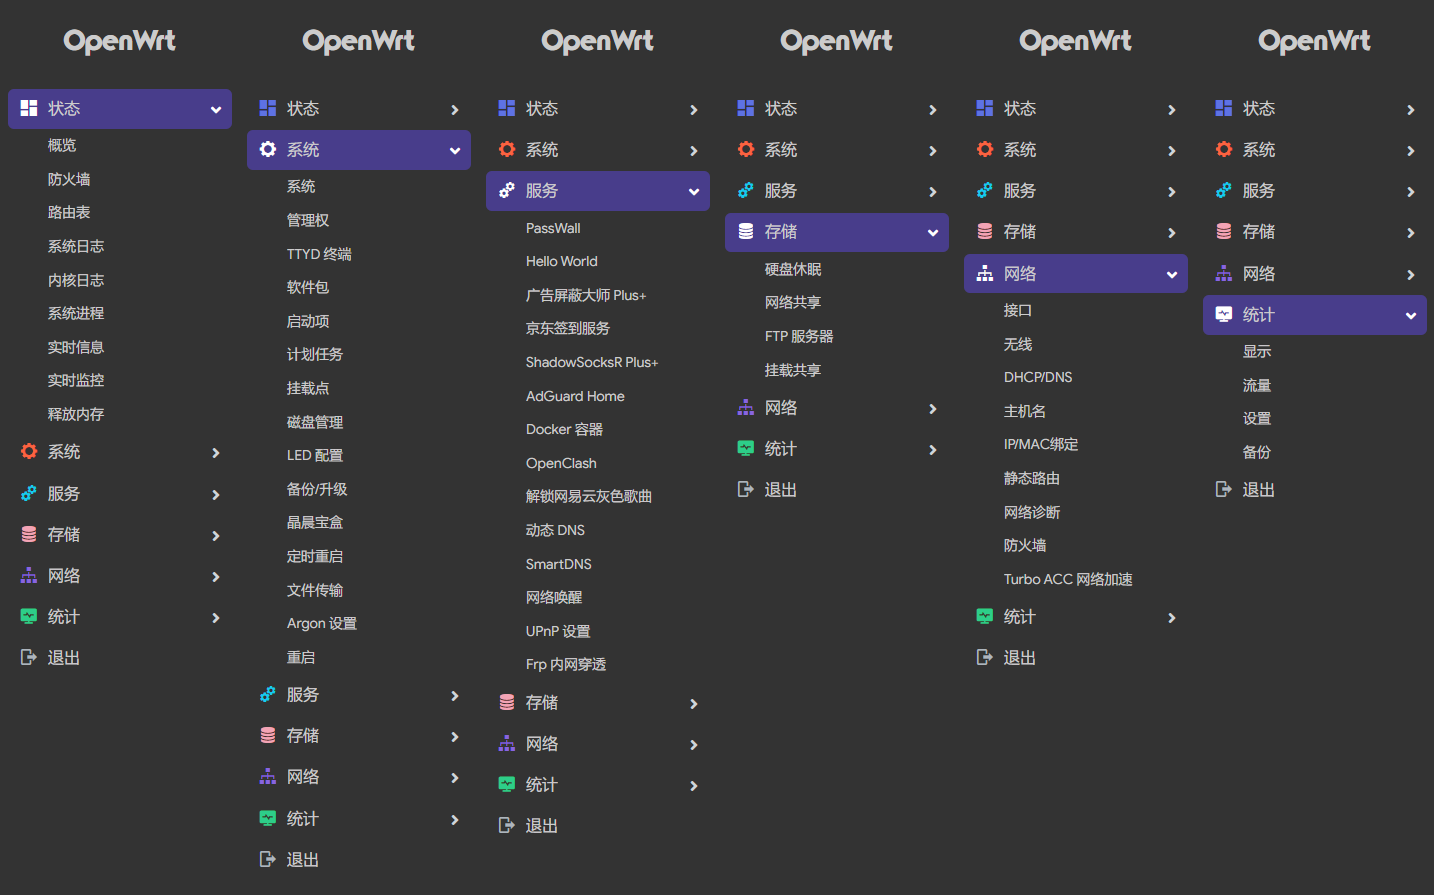 OpenWrt
状态
概览
防火墙
路由表
系统日志
内核日志
系统进程
实时信息
实时监控
释放内存
系统
服务
存储
网络
统计
退出
OpenWrt
状态
系统
系统
管理权
TTYD 终端
软件包
启动项
计划任务
挂载点
磁盘管理
LED 配置
备份/升级
晶晨宝盒
定时重启
文件传输
Argon 设置
重启
服务
存储
网络
统计
退出
OpenWrt
状态
系统
服务
PassWall
Hello World
广告屏蔽大师 Plus+
京东签到服务
ShadowSocksR Plus+
AdGuard Home
Docker 容器
OpenClash
解锁网易云灰色歌曲
动态 DNS
SmartDNS
网络唤醒
UPnP 设置
Frp 内网穿透
存储
网络
统计
退出
OpenWrt
状态
系统
服务
存储
硬盘休眠
网络共享
FTP 服务器
挂载共享
网络
统计
退出
OpenWrt
状态
系统
服务
存储
网络
接口
无线
DHCP/DNS
主机名
IP/MAC绑定
静态路由
网络诊断
防火墙
Turbo ACC 网络加速
统计
退出
OpenWrt
状态
系统
服务
存储
网络
统计
显示
流量
设置
备份
退出